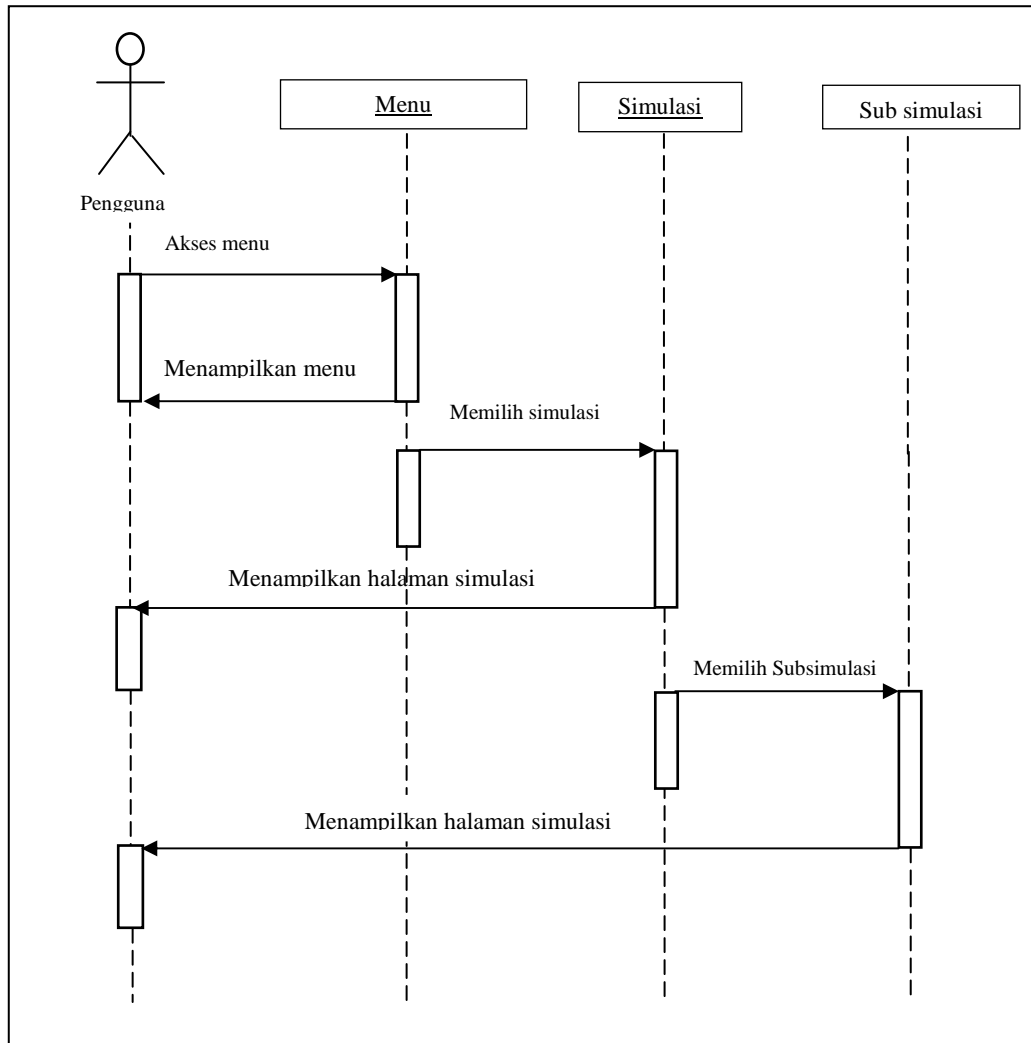 Menu
Simulasi
Sub simulasi
Pengguna
Akses menu
Menampilkan menu
Memilih simulasi
Menampilkan halaman simulasi
Memilih Subsimulasi
Menampilkan halaman simulasi